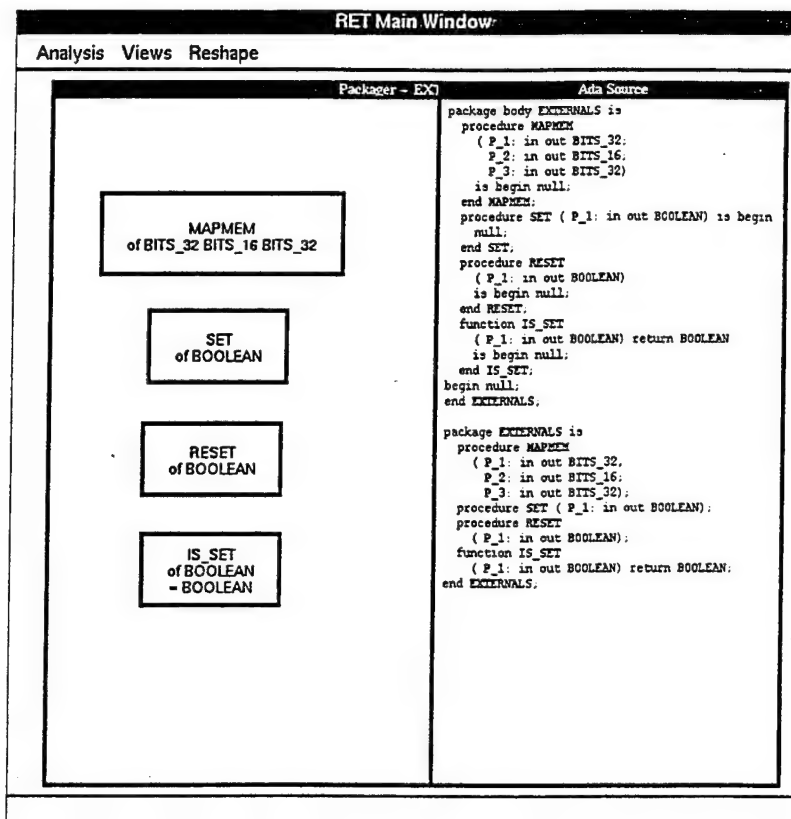 RET Main Window
Analysis Views Reshape
Packager - EX
MAPMEM
of BITS_32 BITS_16 BITS_32
SET
of BOOLEAN
RESET
of BOOLEAN
IS_SET
of BOOLEAN
- BOOLEAN
Ada Source
package body EXTERNALS is
procedure MAPMEM
( P_1: in out BITS_32;
P_2: in out BITS_16;
P_3: in out BITS_32)
is begin null;
end MAPMEM;
procedure SET ( P_1: in out BOOLEAN) is begin
null;
end SET;
procedure RESET
( P_1: in out BOOLEAN)
is begin null;
end RESET;
function IS_SET
( P_1: in out BOOLEAN) return BOOLEAN
is begin null;
end IS_SET;
begin null;
end EXTERNALS;
package EXTERNALS is
procedure MAPMEM
( P_1: in out BITS_32,
P_2: in out BITS_16;
P_3: in out BITS_32);
procedure SET ( P_1: in out BOOLEAN);
procedure RESET
( P_1: in out BOOLEAN);
function IS_SET
( P_1: in out BOOLEAN) return BOOLEAN;
end EXTERNALS;